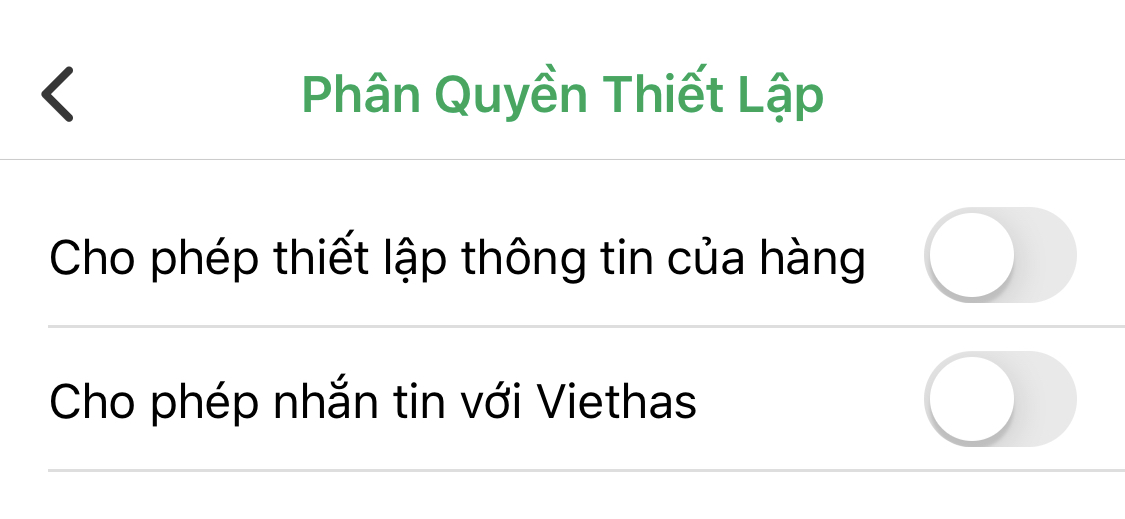 Phân Quyền Thiết Lập
Cho phép thiết lập thông tin của hàng
Cho phép nhắn tin với Viethas